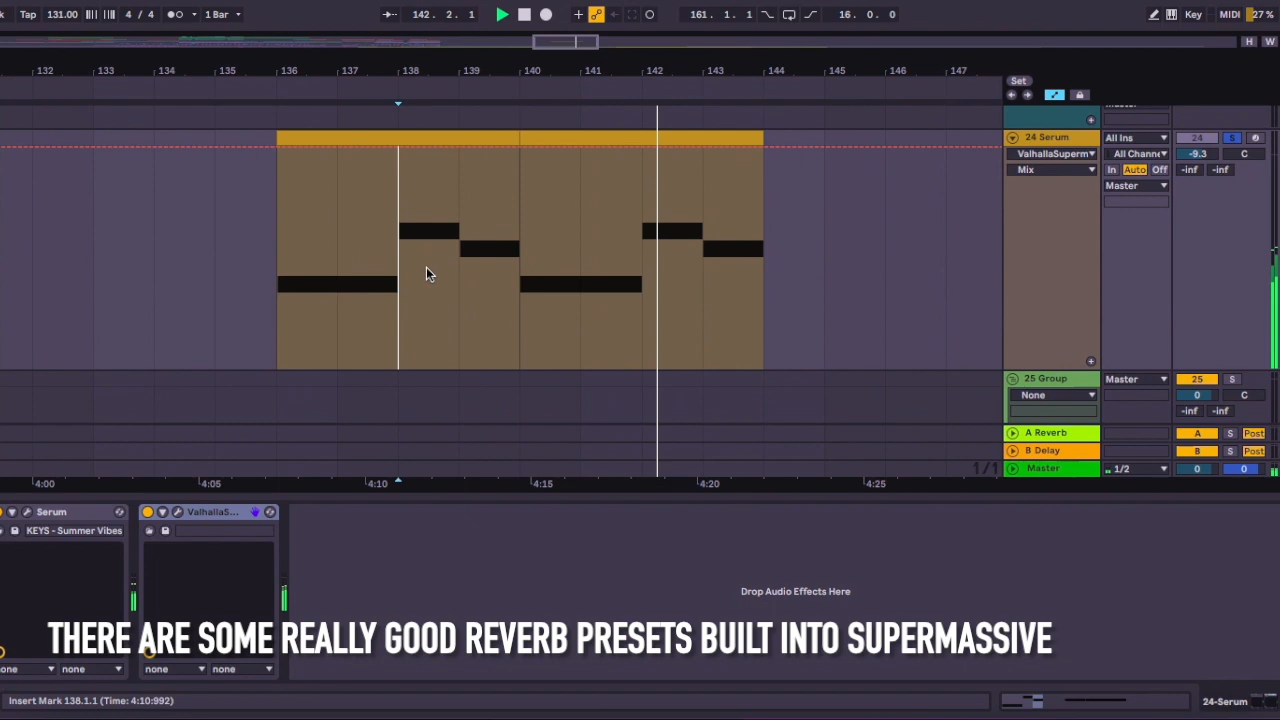 Tap 131.00 4 / 4 1 Bar 142. 2. 1 161. 1. 1 16. 0. 0 Key MIDI 27 %
H W
132 133 134 135 136 137 138 139 140 141 142 143 144 145 146 147
Set
24 Serum All Ins 24 S
ValhallaSuperm All Channe -9.3 C
Mix In Auto Off -inf -inf
Master
25 Group Master 25 S
None 0 C
-inf -inf
A Reverb A S Post
B Delay B S Post
1/1 Master 1/2 0 0
4:00 4:05 4:10 4:15 4:20 4:25
Serum ValhallaS...
KEYS - Summer Vibes
Drop Audio Effects Here
THERE ARE SOME REALLY GOOD REVERB PRESETS BUILT INTO SUPERMASSIVE
none none none
Insert Mark 138.1.1 (Time: 4:10:992) 24-Serum